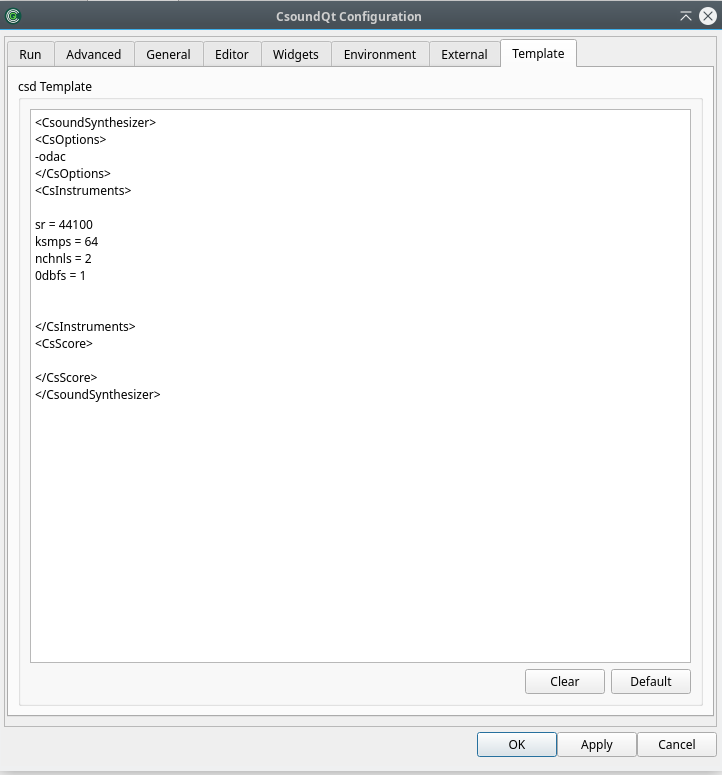 CsoundQt Configuration
Run Advanced General Editor Widgets Environment External Template
csd Template
<CsoundSynthesizer>
<CsOptions>
-odac
</CsOptions>
<CsInstruments>
sr = 44100
ksmps = 64
nchnls = 2
0dbfs = 1
</CsInstruments>
<CsScore>
</CsScore>
</CsoundSynthesizer>
Clear Default
OK Apply Cancel